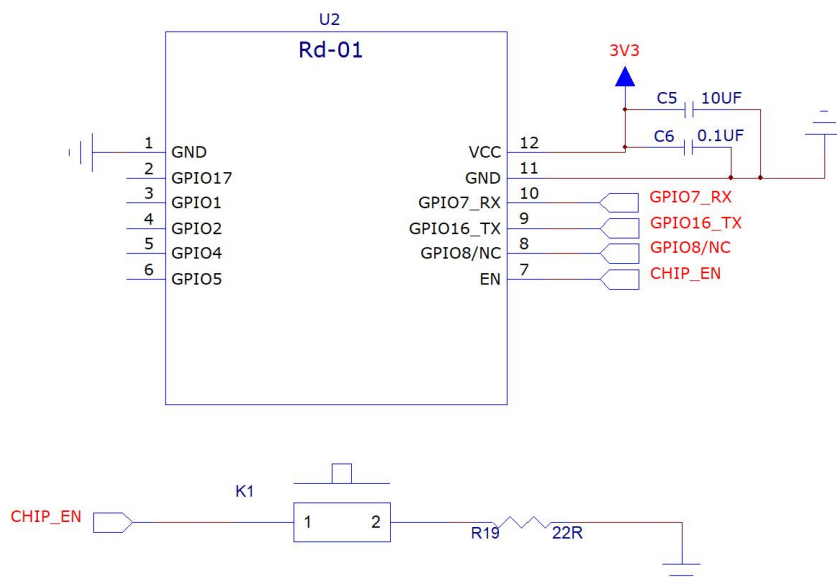 U2
Rd-01
3V3
C5 10UF
C6 0.1UF
1 GND
2 GPIO17
3 GPIO1
4 GPIO2
5 GPIO4
6 GPIO5
VCC 12
GND 11
GPIO7_RX 10 GPIO7_RX
GPIO16_TX 9 GPIO16_TX
GPIO8/NC 8 GPIO8/NC
EN 7 CHIP_EN
K1
CHIP_EN 1 2
R19 22R